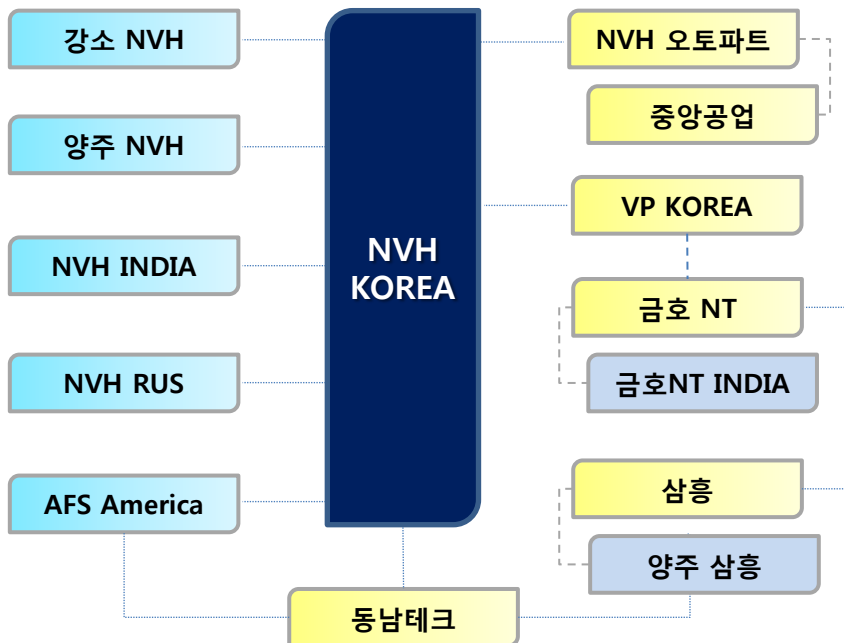 강소 NVH
양주 NVH
NVH INDIA
NVH RUS
AFS America
NVH
KOREA
동남테크
NVH 오토파트
중앙공업
VP KOREA
금호 NT
금호NT INDIA
삼흥
양주 삼흥